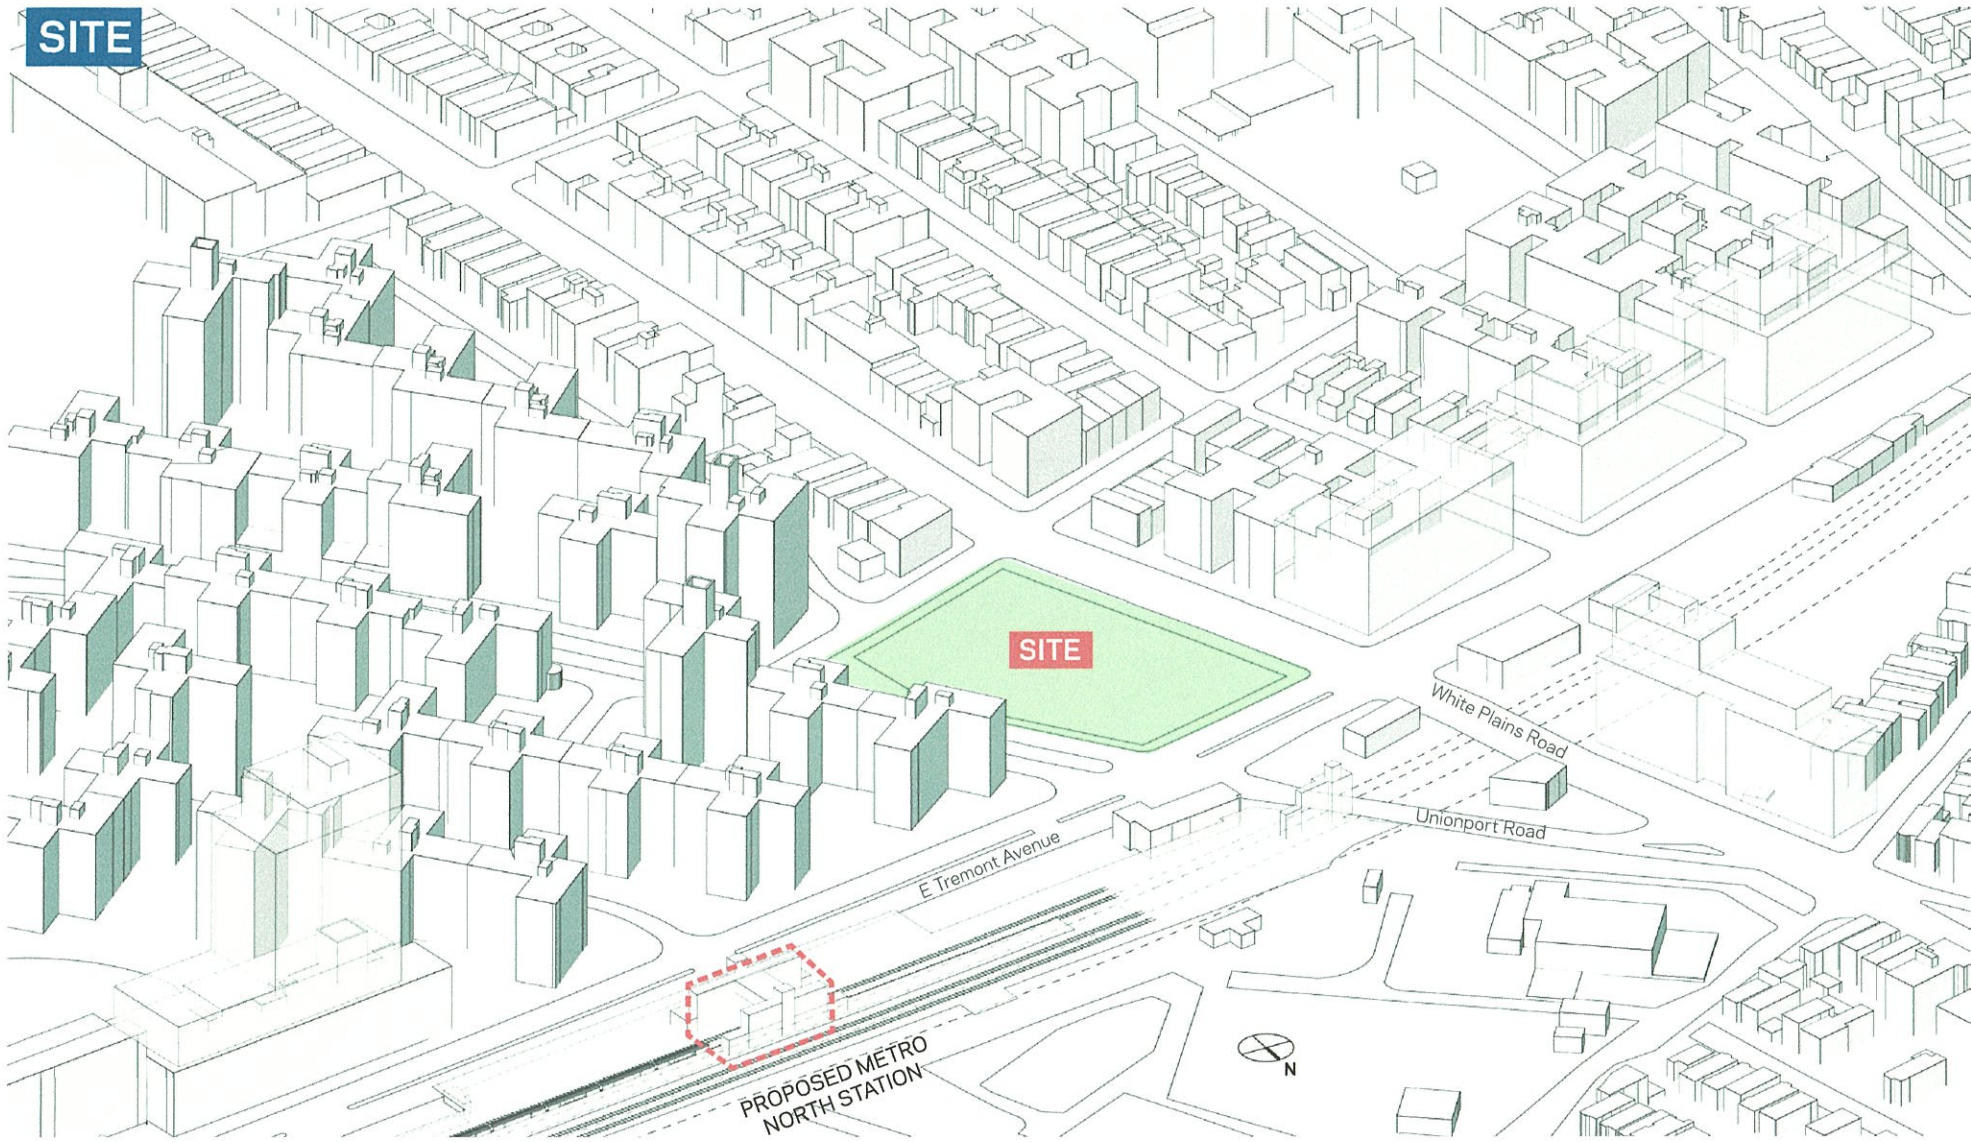 SITE
SITE
White Plains Road
Unionport Road
E Tremont Avenue
PROPOSED METRO
NORTH STATION
N